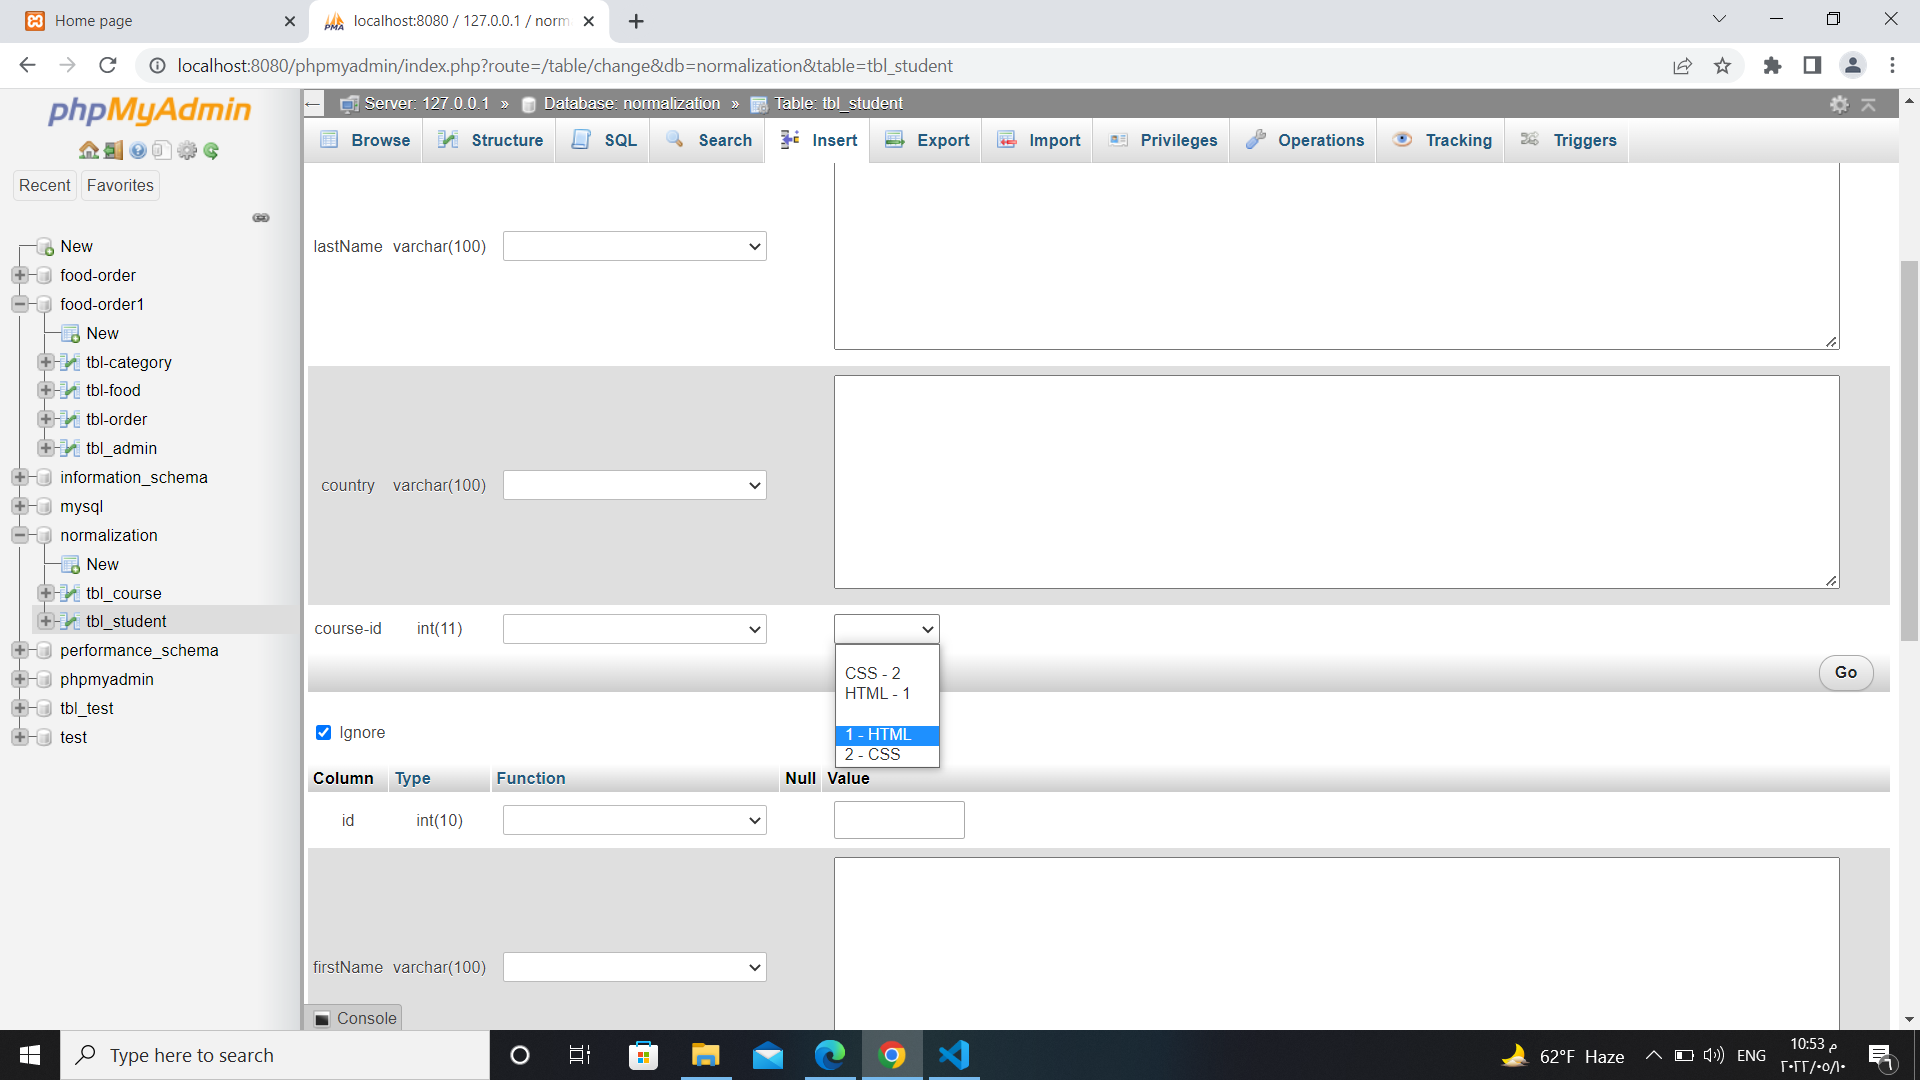 Home page
localhost:8080 / 127.0.0.1 / norm
localhost:8080/phpmyadmin/index.php?route=/table/change&db=normalization&table=tbl_student
phpMyAdmin
Recent
Favorites
New
food-order
food-order1
New
tbl-category
tbl-food
tbl-order
tbl_admin
information_schema
mysql
normalization
New
tbl_course
tbl_student
performance_schema
phpmyadmin
tbl_test
test
Server: 127.0.0.1 » Database: normalization » Table: tbl_student
Browse Structure SQL Search Insert Export Import Privileges Operations Tracking Triggers
lastName varchar(100)
country varchar(100)
course-id int(11)
CSS - 2
HTML - 1
1 - HTML
2 - CSS
Go
Ignore
Column Type Function Null Value
id int(10)
firstName varchar(100)
Console
Type here to search
62°F Haze
ENG
10:53 م
٢٠٢٢/٠٥/١٠
٦